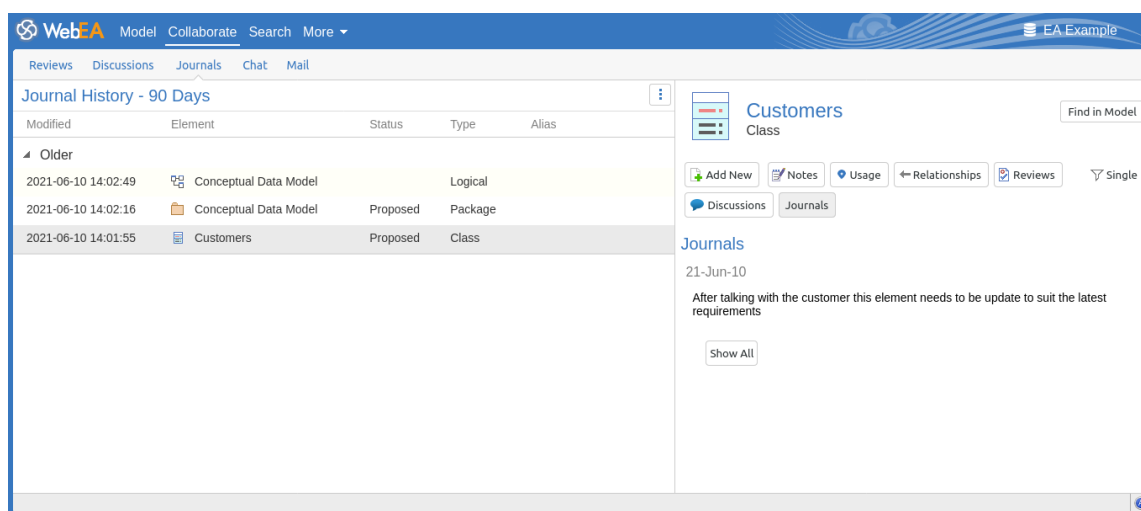 WebEA Model Collaborate Search More EA Example
Reviews Discussions Journals Chat Mail
Journal History - 90 Days
Modified Element Status Type Alias
Older
2021-06-10 14:02:49 Conceptual Data Model Logical
2021-06-10 14:02:16 Conceptual Data Model Proposed Package
2021-06-10 14:01:55 Customers Proposed Class
Customers
Class
Find in Model
Add New Notes Usage Relationships Reviews Single
Discussions Journals
Journals
21-Jun-10
After talking with the customer this element needs to be update to suit the latest
requirements
Show All